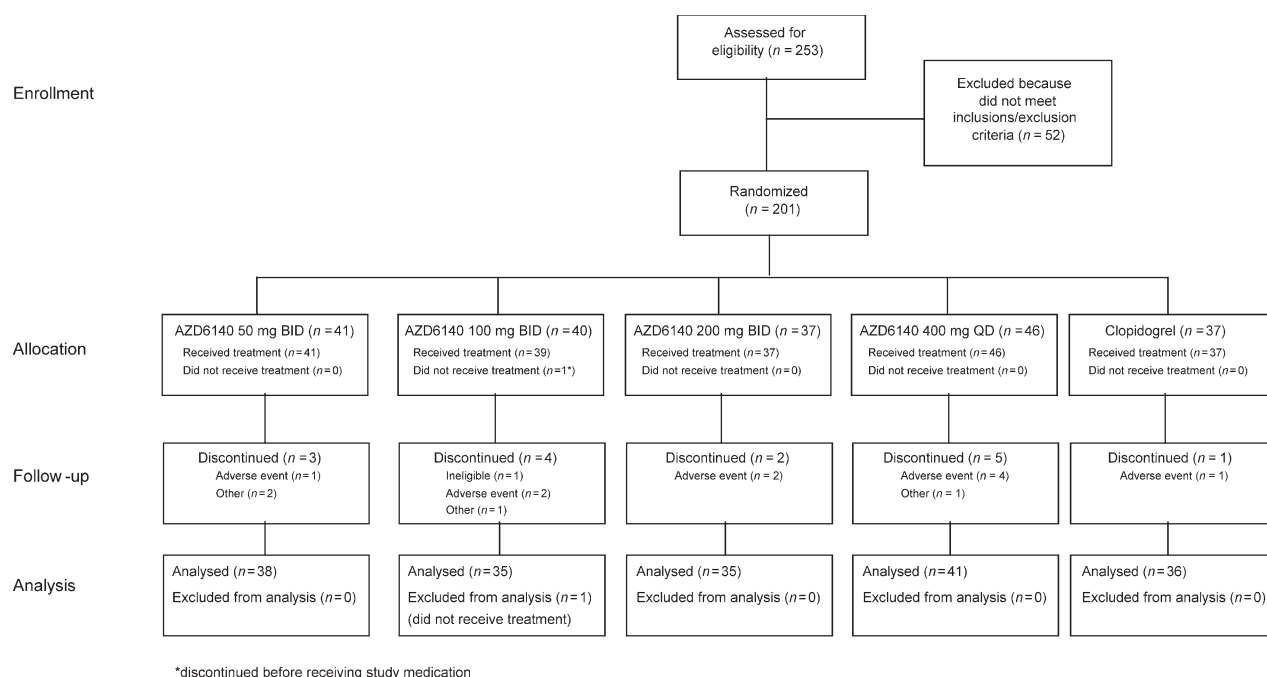 Assessed for
eligibility (n = 253)
Enrollment
Excluded because
did not meet
inclusions/exclusion
criteria (n = 52)
Randomized
(n = 201)
Allocation
AZD6140 50 mg BID (n = 41)
Received treatment (n = 41)
Did not receive treatment (n = 0)
AZD6140 100 mg BID (n = 40)
Received treatment (n = 39)
Did not receive treatment (n = 1*)
AZD6140 200 mg BID (n = 37)
Received treatment (n = 37)
Did not receive treatment (n = 0)
AZD6140 400 mg QD (n = 46)
Received treatment (n = 46)
Did not receive treatment (n = 0)
Clopidogrel (n = 37)
Received treatment (n = 37)
Did not receive treatment (n = 0)
Follow -up
Discontinued (n = 3)
Adverse event (n = 1)
Other (n = 2)
Discontinued (n = 4)
Ineligible (n = 1)
Adverse event (n = 2)
Other (n = 1)
Discontinued (n = 2)
Adverse event (n = 2)
Discontinued (n = 5)
Adverse event (n = 4)
Other (n = 1)
Discontinued (n = 1)
Adverse event (n = 1)
Analysis
Analysed (n = 38)
Excluded from analysis (n = 0)
Analysed (n = 35)
Excluded from analysis (n = 1)
(did not receive treatment)
Analysed (n = 35)
Excluded from analysis (n = 0)
Analysed (n = 41)
Excluded from analysis (n = 0)
Analysed (n = 36)
Excluded from analysis (n = 0)
*discontinued before receiving study medication